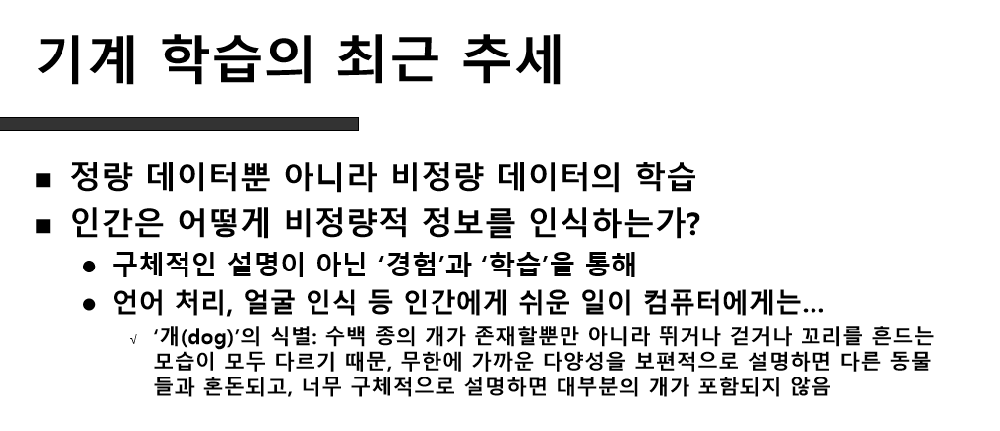 기계 학습의 최근 추세
■ 정량 데이터뿐 아니라 비정량 데이터의 학습
■ 인간은 어떻게 비정량적 정보를 인식하는가?
● 구체적인 설명이 아닌 ‘경험’과 ‘학습’을 통해
● 언어 처리, 얼굴 인식 등 인간에게 쉬운 일이 컴퓨터에게는...
√ ‘개(dog)’의 식별: 수백 종의 개가 존재할뿐만 아니라 뛰거나 걷거나 꼬리를 흔드는
모습이 모두 다르기 때문, 무한에 가까운 다양성을 보편적으로 설명하면 다른 동물
들과 혼돈되고, 너무 구체적으로 설명하면 대부분의 개가 포함되지 않음